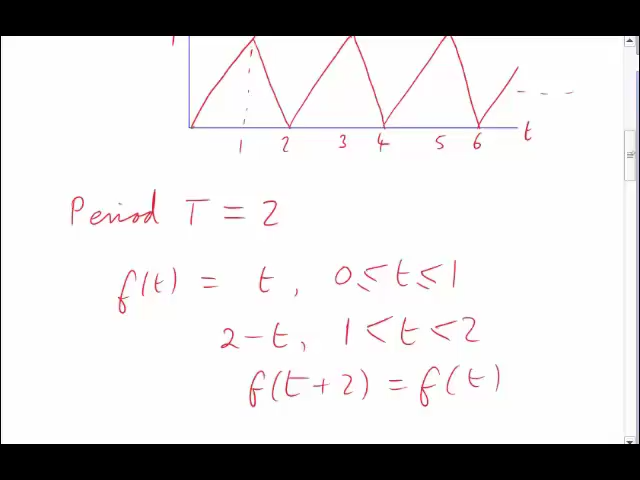 1 2 3 4 5 6 t
Period T = 2
f(t) = t, 0 ≤ t ≤ 1
2-t, 1 < t < 2
f(t+2) = f(t)